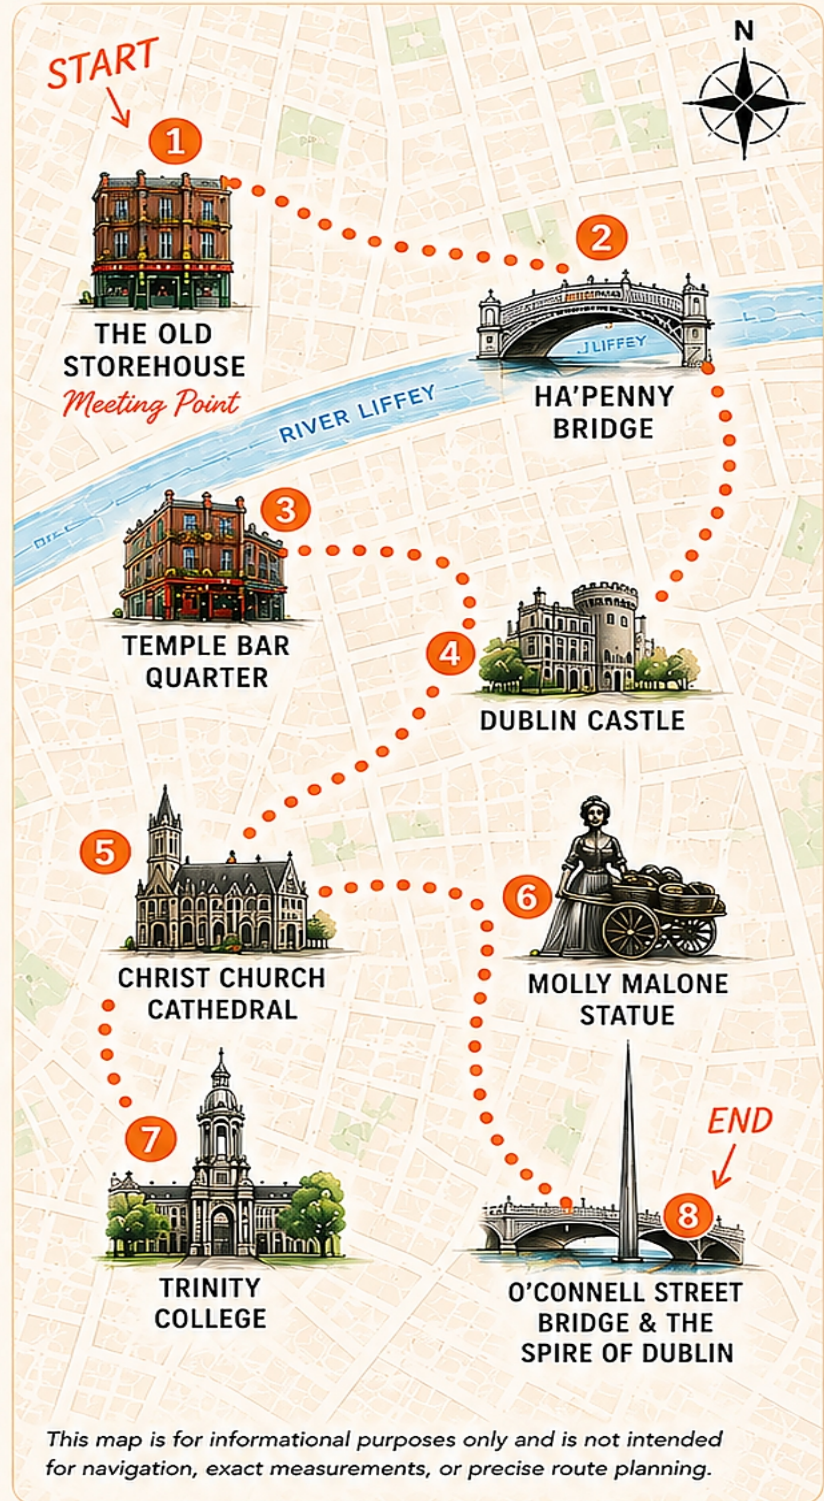 N
START
1
2
THE OLD
STOREHOUSE
Meeting Point
LIFFEY
HA'PENNY
BRIDGE
RIVER LIFFEY
3
TEMPLE BAR
QUARTER
4
DUBLIN CASTLE
5
CHRIST CHURCH
CATHEDRAL
6
MOLLY MALONE
STATUE
7
TRINITY
COLLEGE
END
8
O'CONNELL STREET
BRIDGE & THE
SPIRE OF DUBLIN
This map is for informational purposes only and is not intended
for navigation, exact measurements, or precise route planning.